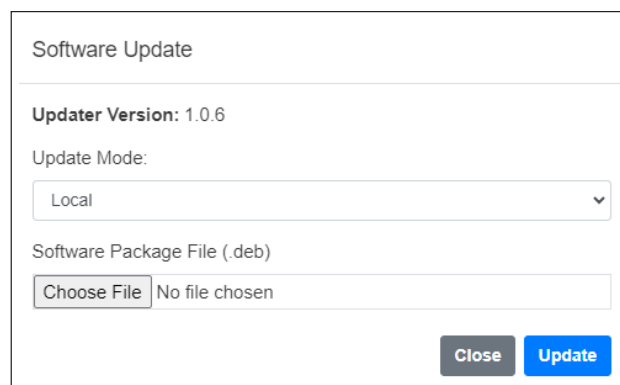 Software Update
Updater Version: 1.0.6
Update Mode:
Local
Software Package File (.deb)
Choose File No file chosen
Close Update